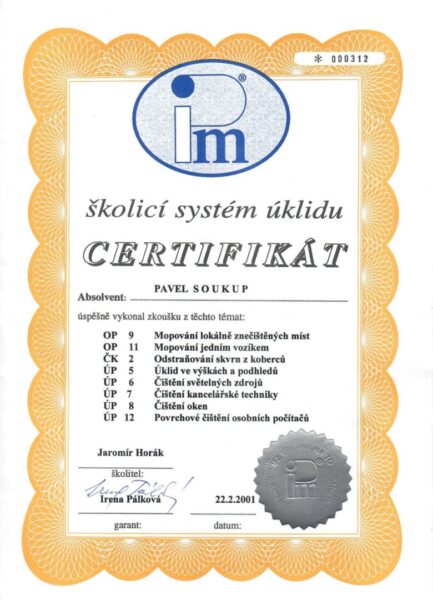 * 000312
ipm®
školicí systém úklidu
CERTIFIKÁT
PAVEL SOUKUP
Absolvent:
úspěšně vykonal zkoušku z těchto témat:
OP 9 Mopování lokálně znečištěných míst
OP 11 Mopování jedním vozíkem
ČK 2 Odstraňování skvrn z koberců
ÚP 5 Úklid ve výškách a podhledů
ÚP 6 Čištění světelných zdrojů
ÚP 7 Čištění kancelářské techniky
ÚP 8 Čištění oken
ÚP 12 Povrchové čištění osobních počítačů
Jaromír Horák
školitel:
Irena Pálková 22.2.2001
garant: datum:
ipm